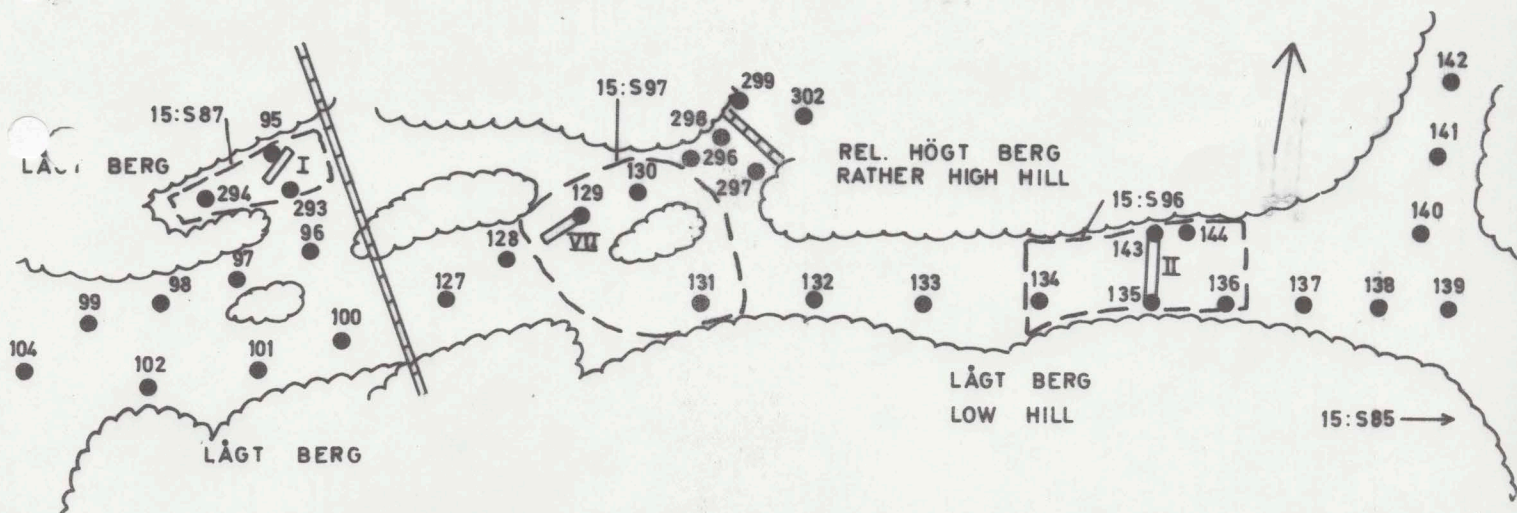 142
299
302
15:S97
15:S87
95
298
141
LÅGT BERG
I
296
REL. HÖGT BERG
RATHER HIGH HILL
130
297
294
293
129
15:S96
140
96
128
VII
143
144
II
97
131
132
133
134
135
136
137
138
139
98
127
99
100
104
101
102
LÅGT BERG
LOW HILL
15:S85
LÅGT BERG